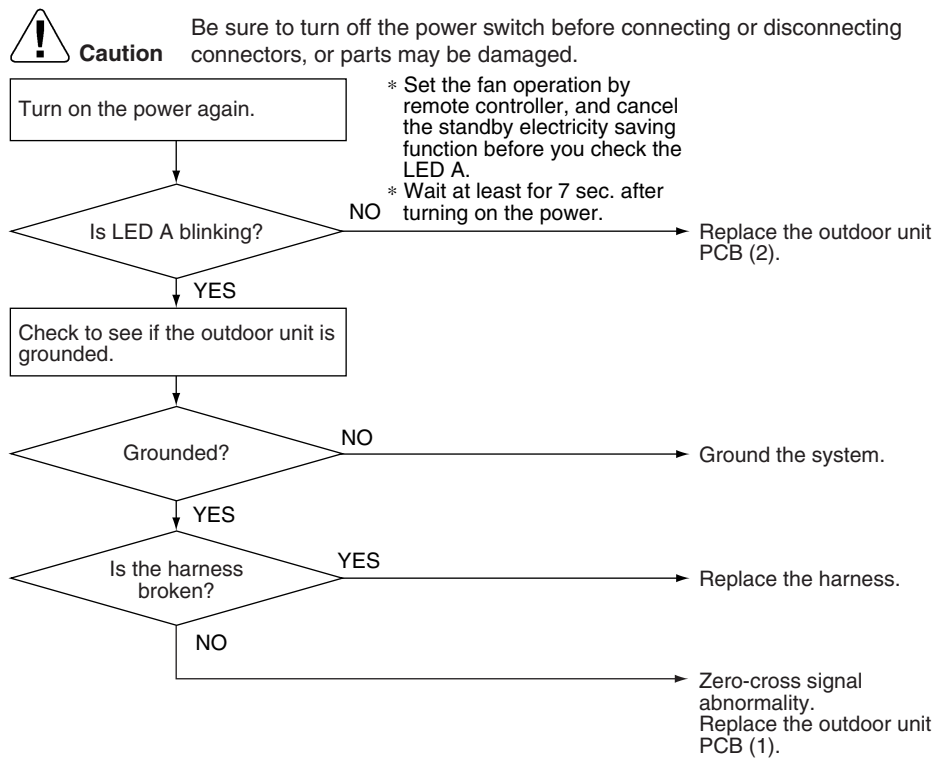 Be sure to turn off the power switch before connecting or disconnecting
Caution connectors, or parts may be damaged.
Turn on the power again.
* Set the fan operation by
remote controller, and cancel
the standby electricity saving
function before you check the
LED A.
* Wait at least for 7 sec. after
turning on the power.
Is LED A blinking?
NO
Replace the outdoor unit
PCB (2).
YES
Check to see if the outdoor unit is
grounded.
Grounded?
NO
Ground the system.
YES
Is the harness
broken?
YES
Replace the harness.
NO
Zero-cross signal
abnormality.
Replace the outdoor unit
PCB (1).